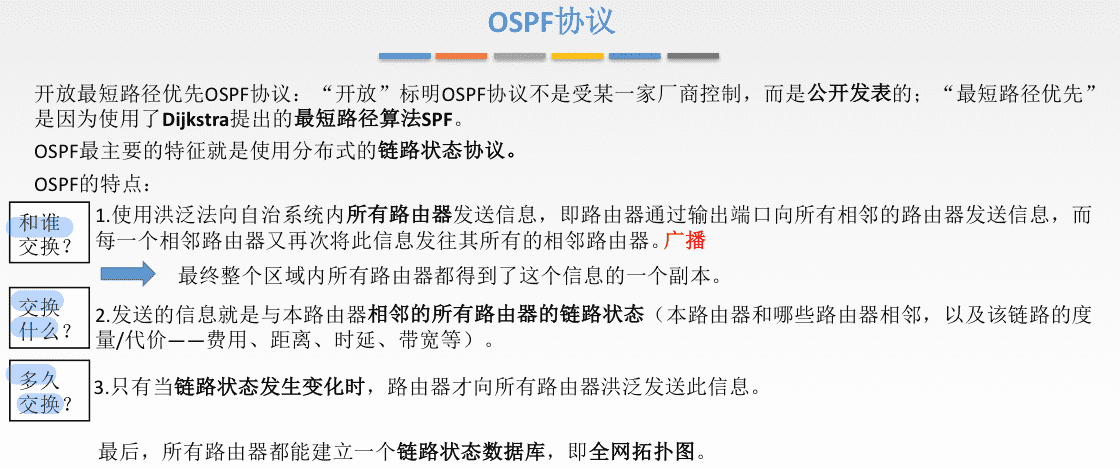 OSPF协议
开放最短路径优先OSPF协议：“开放”标明OSPF协议不是受某一家厂商控制，而是公开发表的；“最短路径优先”
是因为使用了Dijkstra提出的最短路径算法SPF。
OSPF最主要的特征就是使用分布式的链路状态协议。
OSPF的特点：
和谁
交换？
1.使用洪泛法向自治系统内所有路由器发送信息，即路由器通过输出端口向所有相邻的路由器发送信息，而
每一个相邻路由器又再次将此信息发往其所有的相邻路由器。广播
最终整个区域内所有路由器都得到了这个信息的一个副本。
交换
什么？
2.发送的信息就是与本路由器相邻的所有路由器的链路状态（本路由器和哪些路由器相邻，以及该链路的度
量/代价——费用、距离、时延、带宽等）。
多久
交换？
3.只有当链路状态发生变化时，路由器才向所有路由器洪泛发送此信息。
最后，所有路由器都能建立一个链路状态数据库，即全网拓扑图。